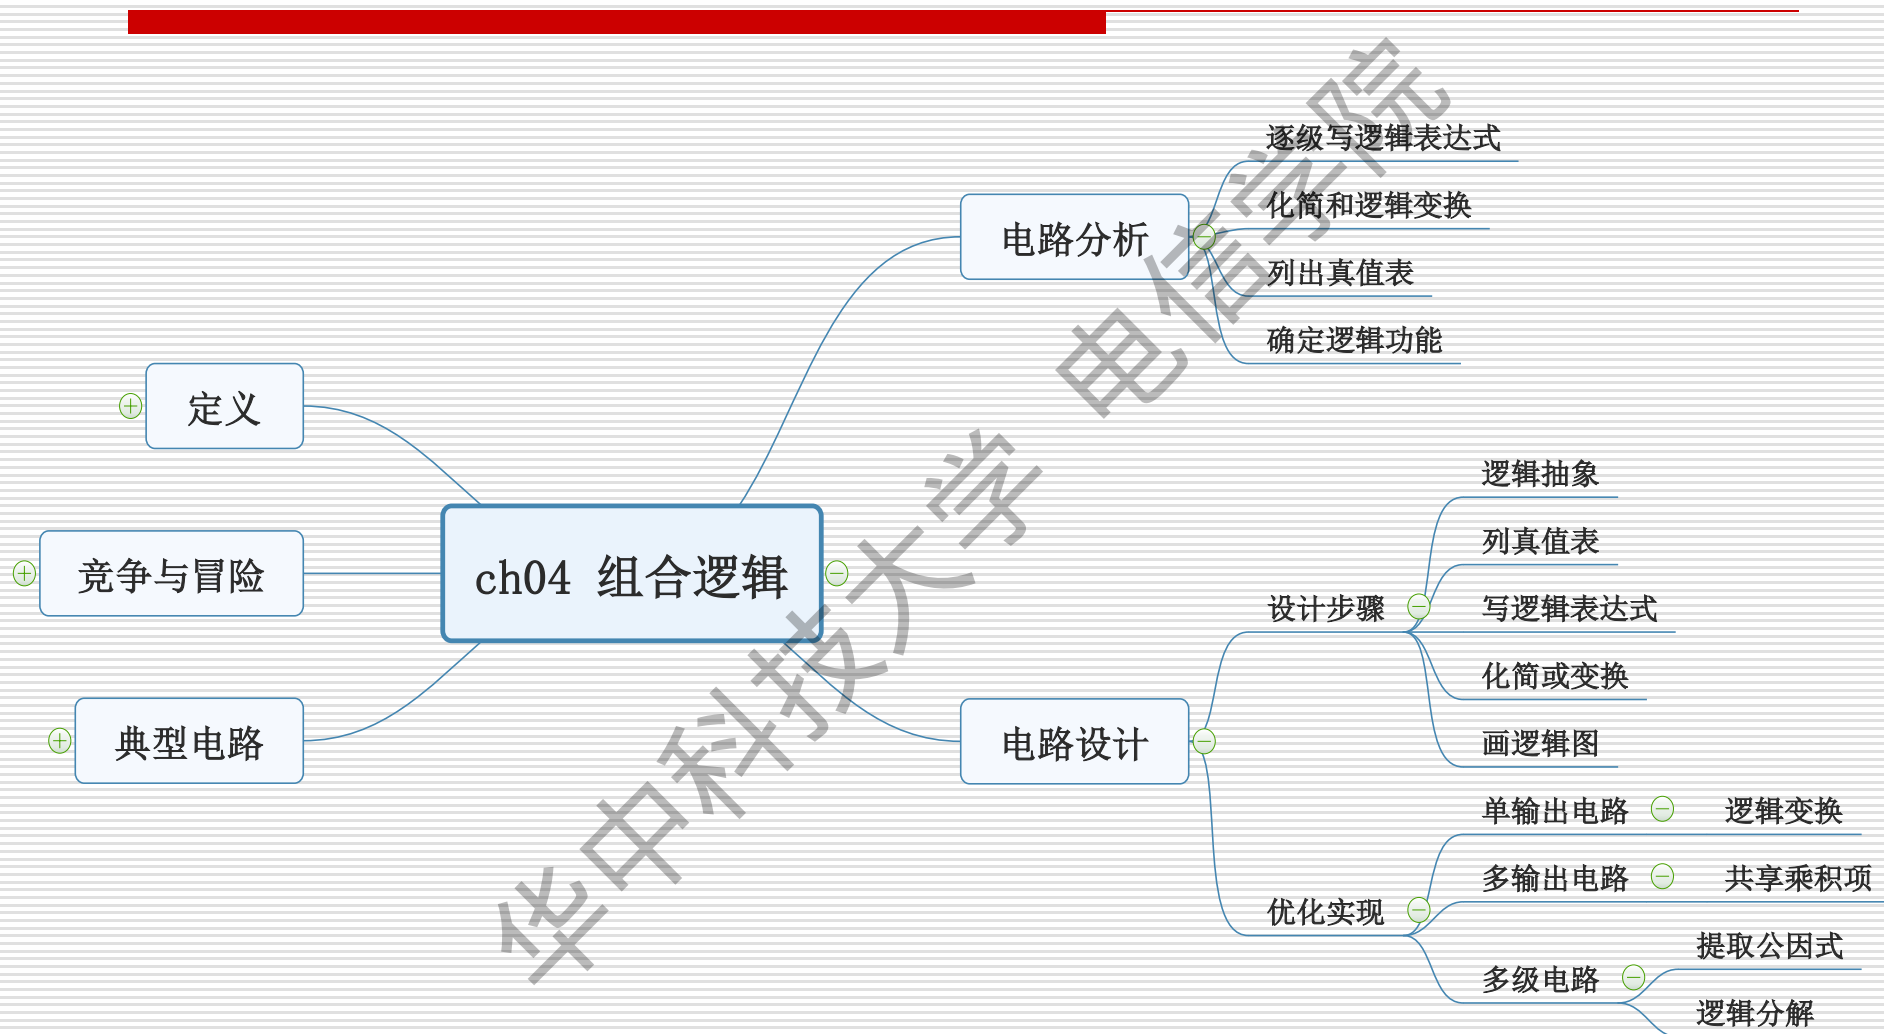 逐级写逻辑表达式
化简和逻辑变换
电路分析
列出真值表
确定逻辑功能
定义
竞争与冒险
典型电路
ch04 组合逻辑
电路设计
设计步骤
逻辑抽象
列真值表
写逻辑表达式
化简或变换
画逻辑图
优化实现
单输出电路
逻辑变换
多输出电路
共享乘积项
多级电路
提取公因式
逻辑分解
华中科技大学 电信学院